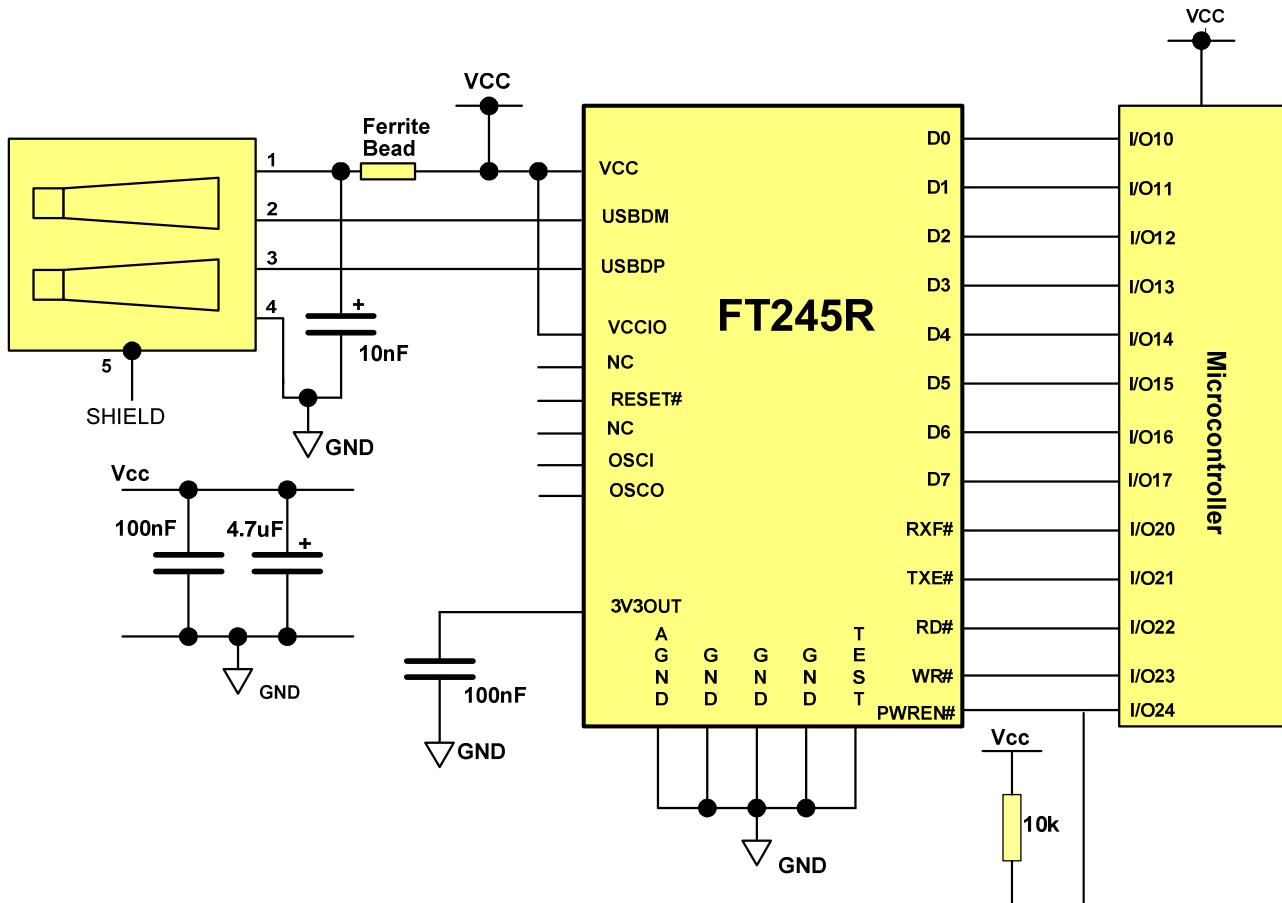 VCC
VCC
Ferrite
Bead
1
2
3
4
5
SHIELD
+
10nF
GND
Vcc
100nF
4.7uF
+
GND
100nF
GND
FT245R
VCC
USBDM
USBDP
VCCIO
NC
RESET#
NC
OSCI
OSCO
3V3OUT
AGND
GND
GND
GND
TEST
GND
D0
D1
D2
D3
D4
D5
D6
D7
RXF#
TXE#
RD#
WR#
PWREN#
I/O10
I/O11
I/O12
I/O13
I/O14
I/O15
I/O16
I/O17
I/O20
I/O21
I/O22
I/O23
I/O24
Microcontroller
Vcc
10k